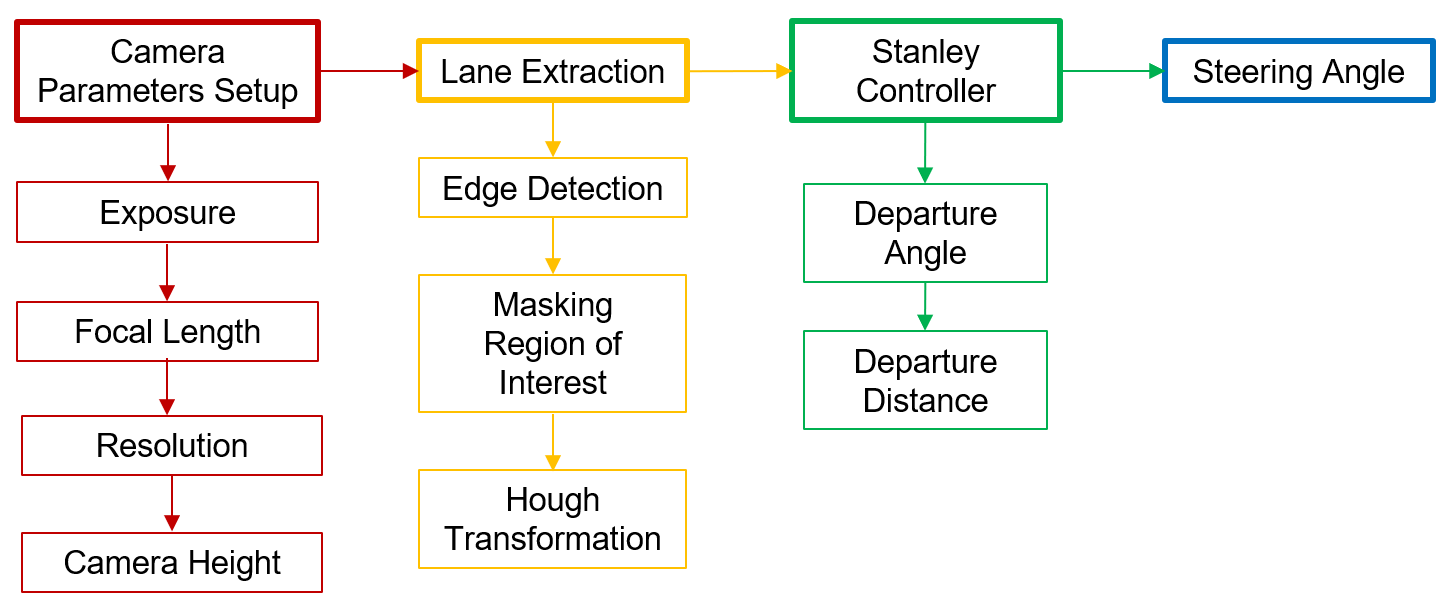 Camera
Parameters Setup
Exposure
Focal Length
Resolution
Camera Height
Lane Extraction
Edge Detection
Masking
Region of
Interest
Hough
Transformation
Stanley
Controller
Departure
Angle
Departure
Distance
Steering Angle